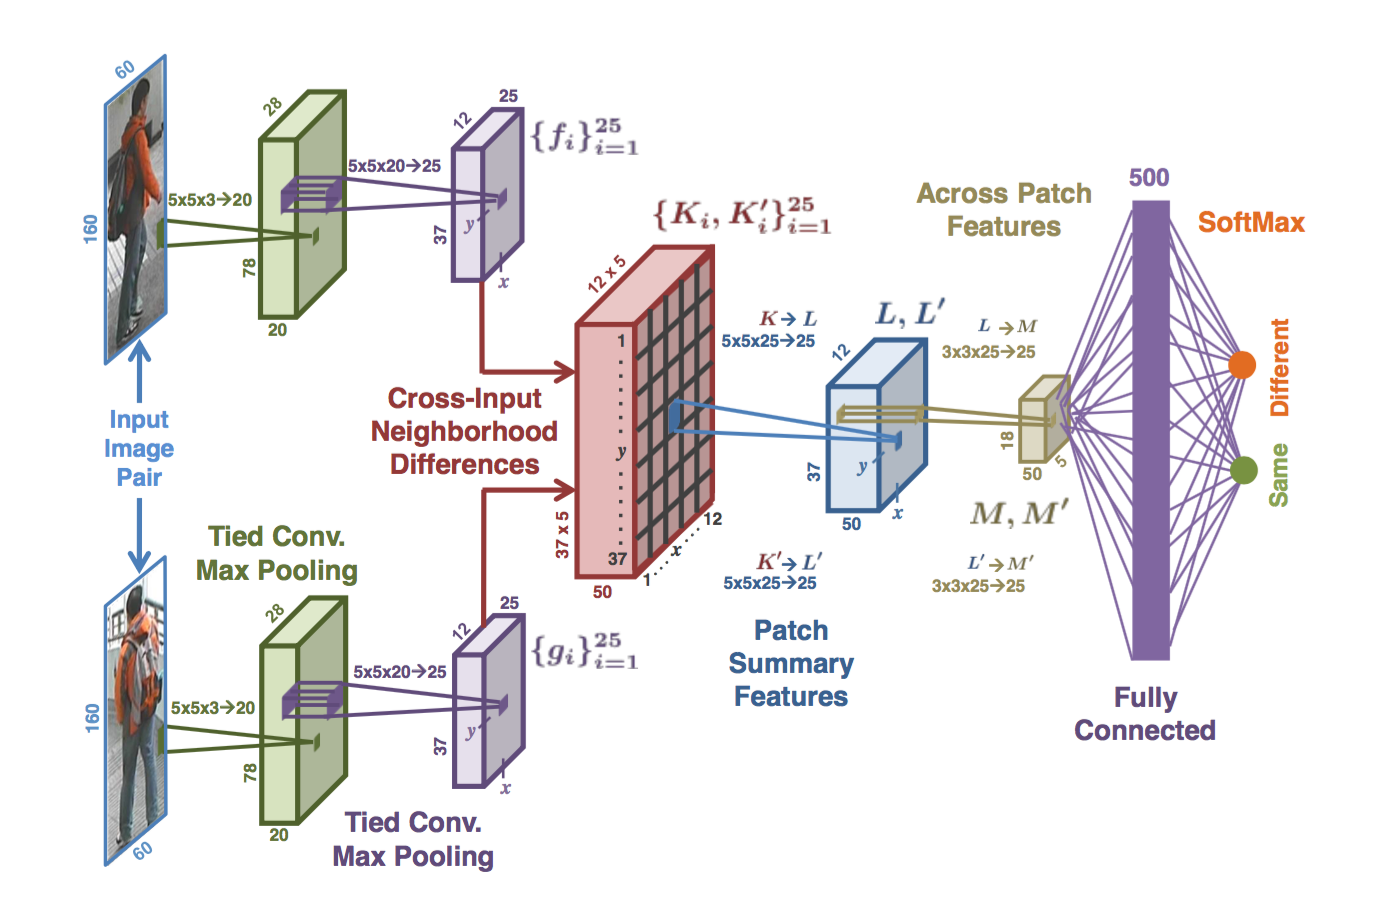 60
160
5x5x3→20
28
78
20
5x5x20→25
12
25
37
y
x
{f_i}_{i=1}^{25}
Input
Image
Pair
Tied Conv.
Max Pooling
160
60
5x5x3→20
28
78
20
5x5x20→25
12
25
37
y
x
{g_i}_{i=1}^{25}
Tied Conv.
Max Pooling
Cross-Input
Neighborhood
Differences
{K_i, K'_i}_{i=1}^{25}
12 x 5
37 x 5
50
1
y
37
1
x
12
K → L
5x5x25→25
K' → L'
5x5x25→25
Patch
Summary
Features
L, L'
12
37
50
y
x
Across Patch
Features
L → M
3x3x25→25
L' → M'
3x3x25→25
18
50
5
M, M'
500
Fully
Connected
SoftMax
Different
Same